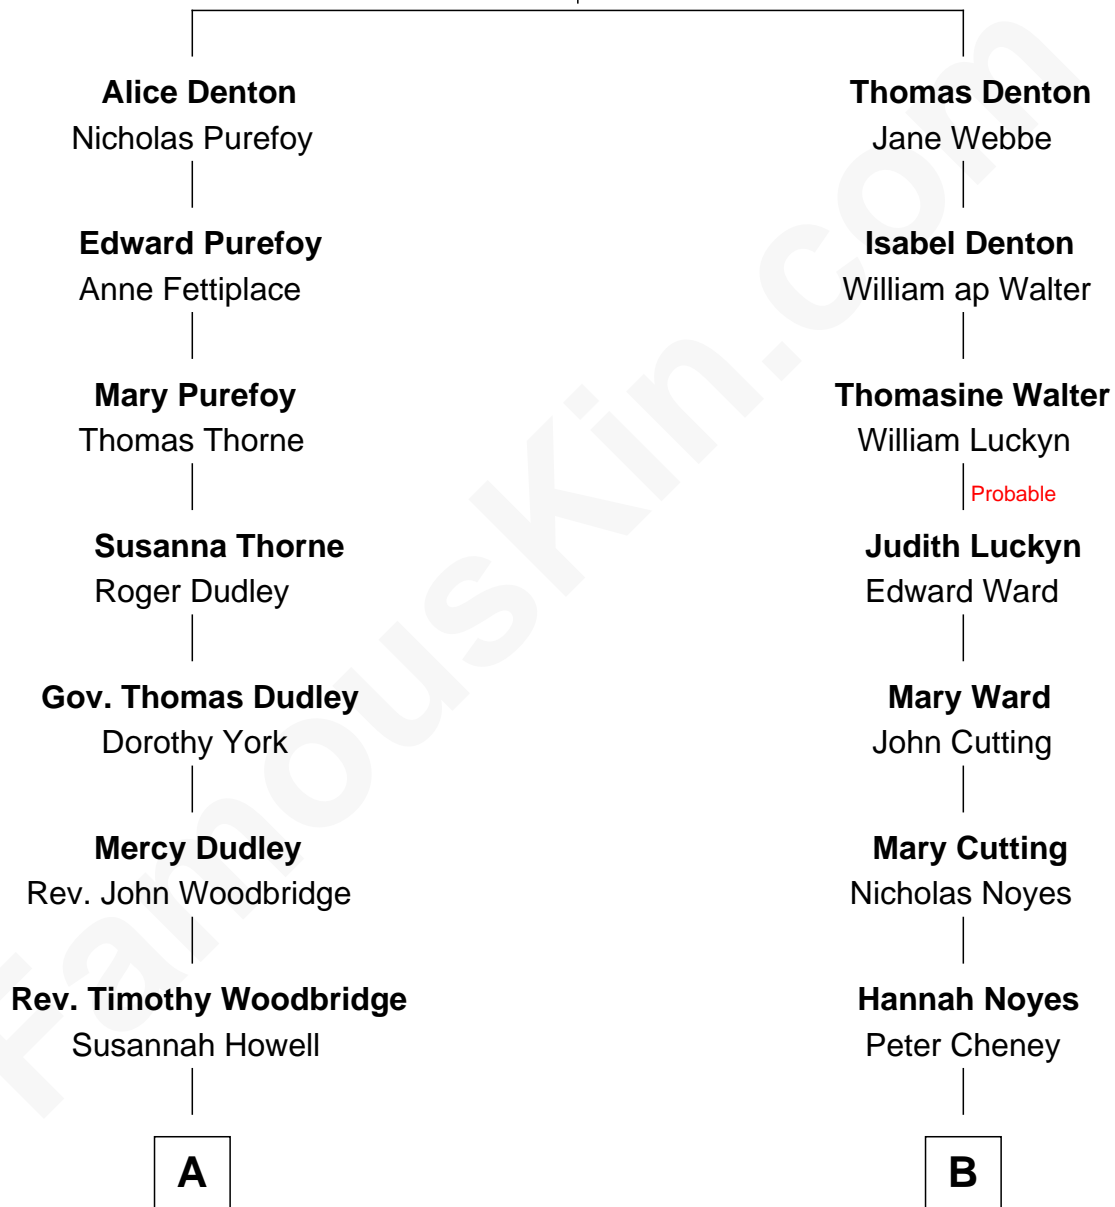 Alice Denton
Nicholas Purefoy
Edward Purefoy
Anne Fettiplace
Mary Purefoy
Thomas Thorne
Susanna Thorne
Roger Dudley
Gov. Thomas Dudley
Dorothy York
Mercy Dudley
Rev. John Woodbridge
Rev. Timothy Woodbridge
Susannah Howell
A
Thomas Denton
Jane Webbe
Isabel Denton
William ap Walter
Thomasine Walter
William Luckyn
Probable
Judith Luckyn
Edward Ward
Mary Ward
John Cutting
Mary Cutting
Nicholas Noyes
Hannah Noyes
Peter Cheney
B
FamousKin.com